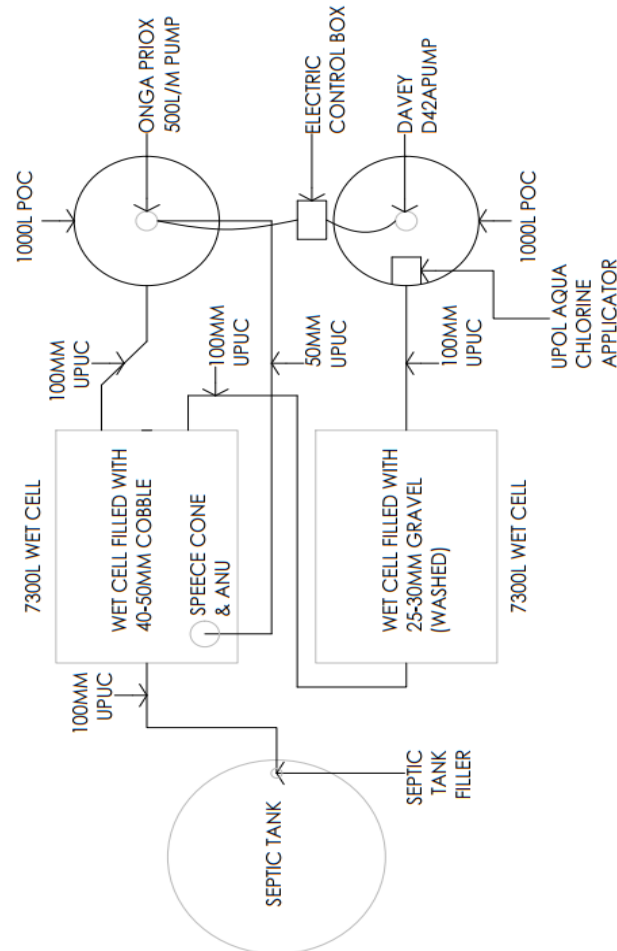 1000L POC
7300L WET CELL
100MM
UPUC
ONGA PRIOX
500L/M PUMP
100MM
UPUC
WET CELL FILLED WITH
40-50MM COBBLE
SPEECE CONE
& ANU
100MM
UPUC
50MM
UPUC
ELECTRIC
CONTROL BOX
SEPTIC TANK
SEPTIC
TANK
FILLER
WET CELL FILLED WITH
25-30MM GRAVEL
(WASHED)
7300L WET CELL
100MM
UPUC
DAVEY
D42APUMP
1000L POC
UPOL AQUA
CHLORINE
APPLICATOR